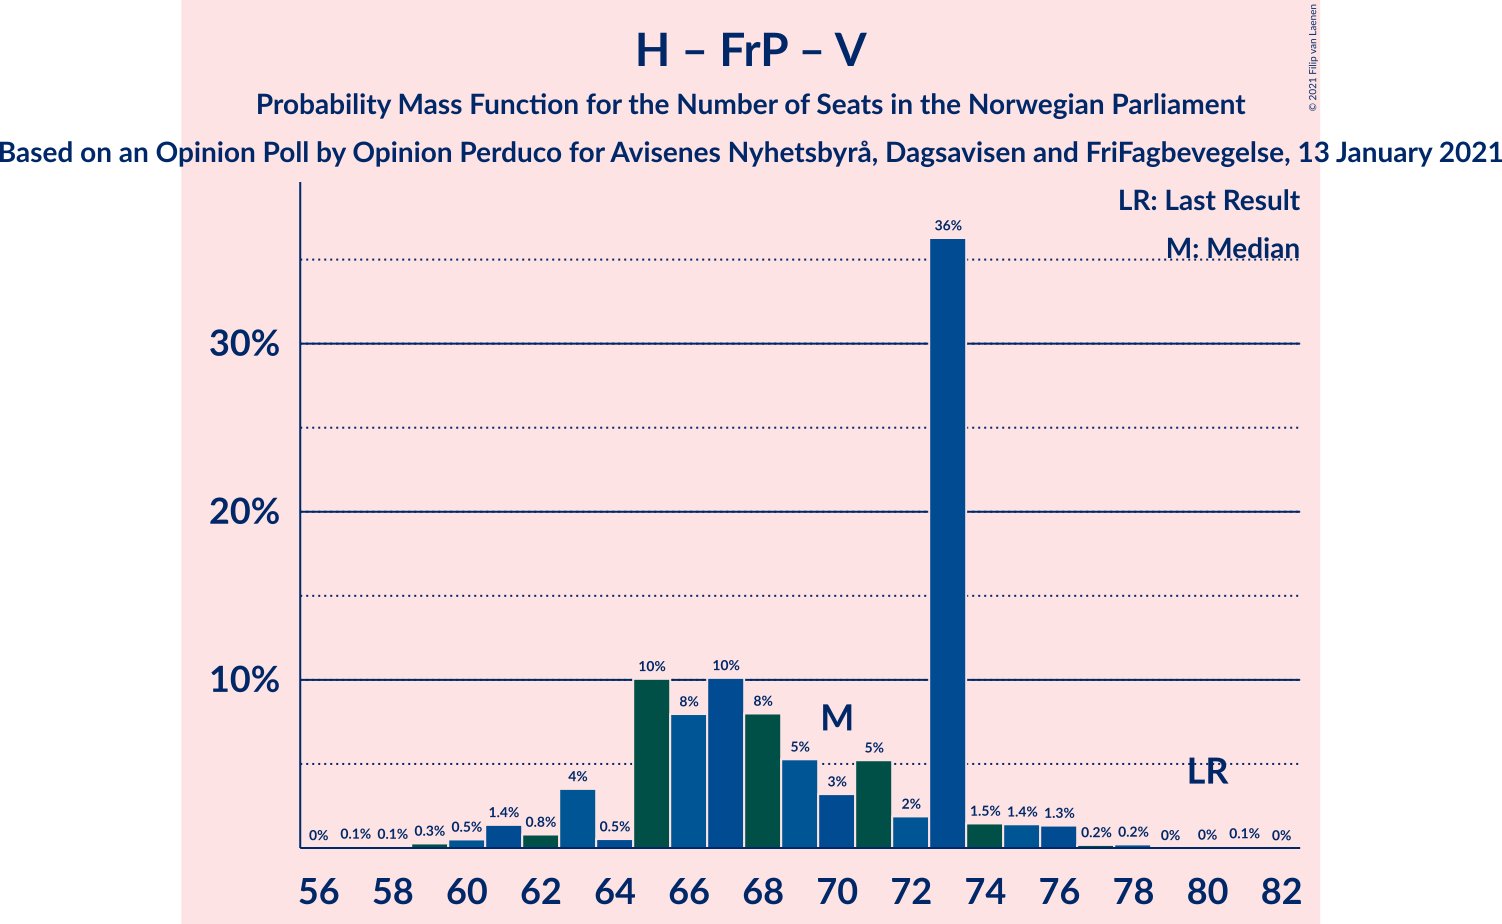 H – FrP – V
Probability Mass Function for the Number of Seats in the Norwegian Parliament
Based on an Opinion Poll by Opinion Perduco for Avisenes Nyhetsbyrå, Dagsavisen and FriFagbevegelse, 13 January 2021
© 2021 Filip van Laenen
LR: Last Result
M: Median
36%
30%
20%
10%
10% 10%
8% 8%
M
5% 5%
LR
4% 3%
0% 0.1% 0.1% 0.3% 0.5% 1.4% 0.8% 0.5% 2% 1.5% 1.4% 1.3% 0.2% 0.2% 0% 0% 0.1% 0%
56 58 60 62 64 66 68 70 72 74 76 78 80 82